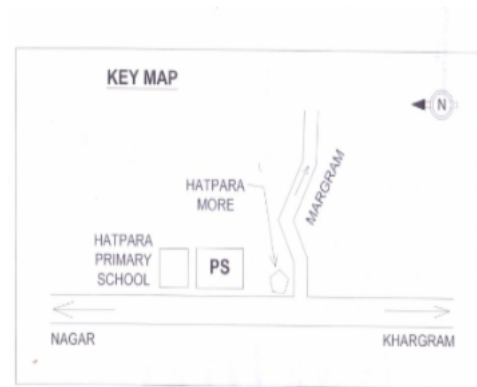 KEY MAP
N
MARGRAM
HATPARA
MORE
HATPARA
PRIMARY
SCHOOL
PS
NAGAR
KHARGRAM